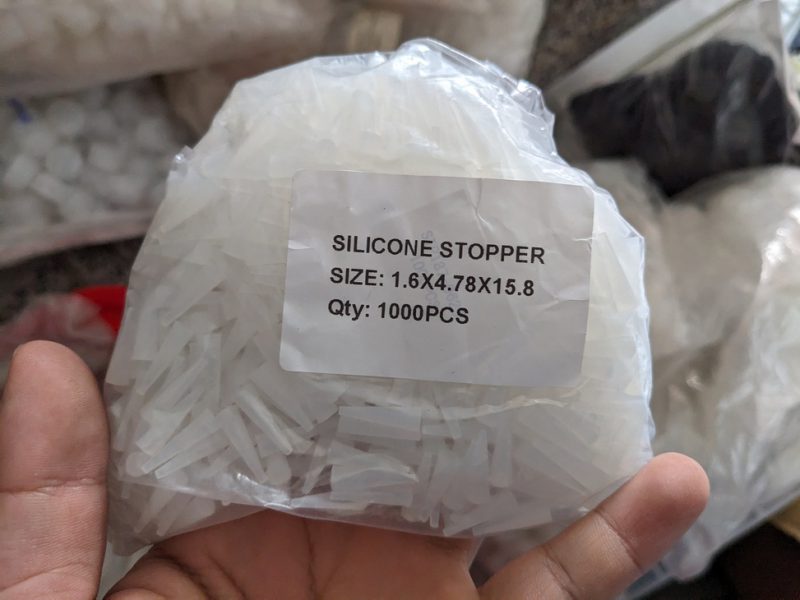 SILICONE STOPPER
SIZE: 1.6X4.78X15.8
Qty: 1000PCS